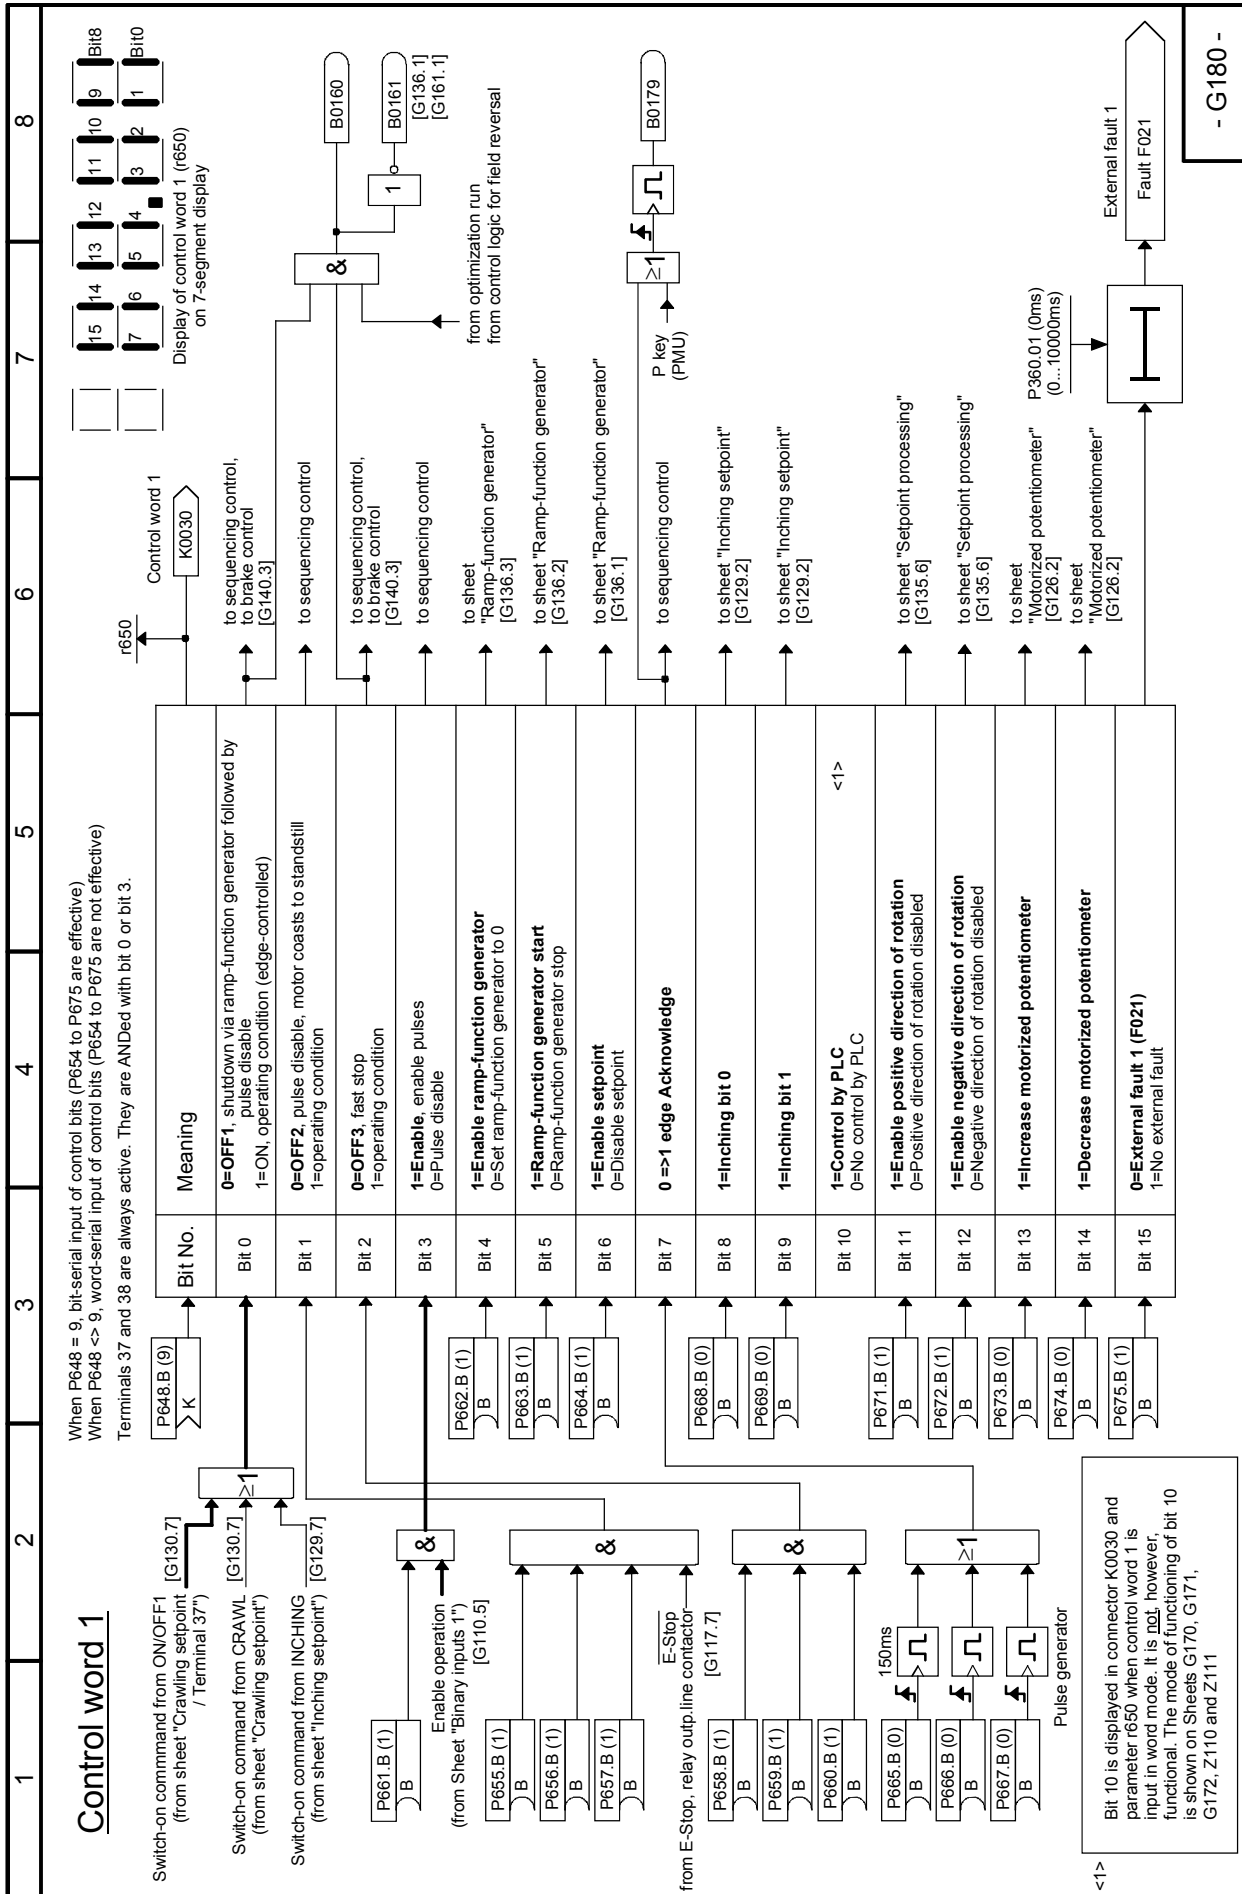 1 2 3 4 5 6 7 8
Control word 1
When P648 = 9, bit-serial input of control bits (P654 to P675 are effective)
When P648 <> 9, word-serial input of control bits (P654 to P675 are not effective)
Terminals 37 and 38 are always active. They are ANDed with bit 0 or bit 3.
15 14 13 12 11 10 9 Bit8
7 6 5 4 3 2 1 Bit0
Display of control word 1 (r650)
on 7-segment display
Switch-on commmand from ON/OFF1
(from sheet "Crawling setpoint
/ Terminal 37")
[G130.7]
Switch-on command from CRAWL
(from sheet "Crawling setpoint")
[G130.7]
Switch-on command from INCHING
(from sheet "Inching setpoint")
[G129.7]
≥1
P661.B (1)
B
Enable operation
(from Sheet "Binary inputs 1")
[G110.5]
&
P655.B (1)
B
P656.B (1)
B
P657.B (1)
B
&
E-Stop
from E-Stop, relay outp.line contactor
[G117.7]
P658.B (1)
B
P659.B (1)
B
P660.B (1)
B
&
P665.B (0)
B
150ms
P666.B (0)
B
P667.B (0)
B
Pulse generator
≥1
P648.B (9)
K
P662.B (1)
B
P663.B (1)
B
P664.B (1)
B
P668.B (0)
B
P669.B (0)
B
P671.B (1)
B
P672.B (1)
B
P673.B (0)
B
P674.B (0)
B
P675.B (1)
B
Bit No. Meaning
Bit 0 0=OFF1, shutdown via ramp-function generator followed by
pulse disable
1=ON, operating condition (edge-controlled)
Bit 1 0=OFF2, pulse disable, motor coasts to standstill
1=operating condition
Bit 2 0=OFF3, fast stop
1=operating condition
Bit 3 1=Enable, enable pulses
0=Pulse disable
Bit 4 1=Enable ramp-function generator
0=Set ramp-function generator to 0
Bit 5 1=Ramp-function generator start
0=Ramp-function generator stop
Bit 6 1=Enable setpoint
0=Disable setpoint
Bit 7 0 =>1 edge Acknowledge
Bit 8 1=Inching bit 0
Bit 9 1=Inching bit 1
Bit 10 1=Control by PLC
0=No control by PLC <1>
Bit 11 1=Enable positive direction of rotation
0=Positive direction of rotation disabled
Bit 12 1=Enable negative direction of rotation
0=Negative direction of rotation disabled
Bit 13 1=Increase motorized potentiometer
Bit 14 1=Decrease motorized potentiometer
Bit 15 0=External fault 1 (F021)
1=No external fault
r650
Control word 1
K0030
to sequencing control,
to brake control
[G140.3]
to sequencing control
to sequencing control,
to brake control
[G140.3]
to sequencing control
to sheet
"Ramp-function generator"
[G136.3]
to sheet "Ramp-function generator"
[G136.2]
to sheet "Ramp-function generator"
[G136.1]
to sequencing control
to sheet "Inching setpoint"
[G129.2]
to sheet "Inching setpoint"
[G129.2]
to sheet "Setpoint processing"
[G135.6]
to sheet "Setpoint processing"
[G135.6]
to sheet
"Motorized potentiometer"
[G126.2]
to sheet
"Motorized potentiometer"
[G126.2]
&
B0160
1
B0161
[G136.1]
[G161.1]
from optimization run
from control logic for field reversal
P key
(PMU)
≥1
B0179
P360.01 (0ms)
(0...10000ms)
External fault 1
Fault F021
<1>
Bit 10 is displayed in connector K0030 and
parameter r650 when control word 1 is
input in word mode. It is not, however,
functional. The mode of functioning of bit 10
is shown on Sheets G170, G171,
G172, Z110 and Z111
- G180 -